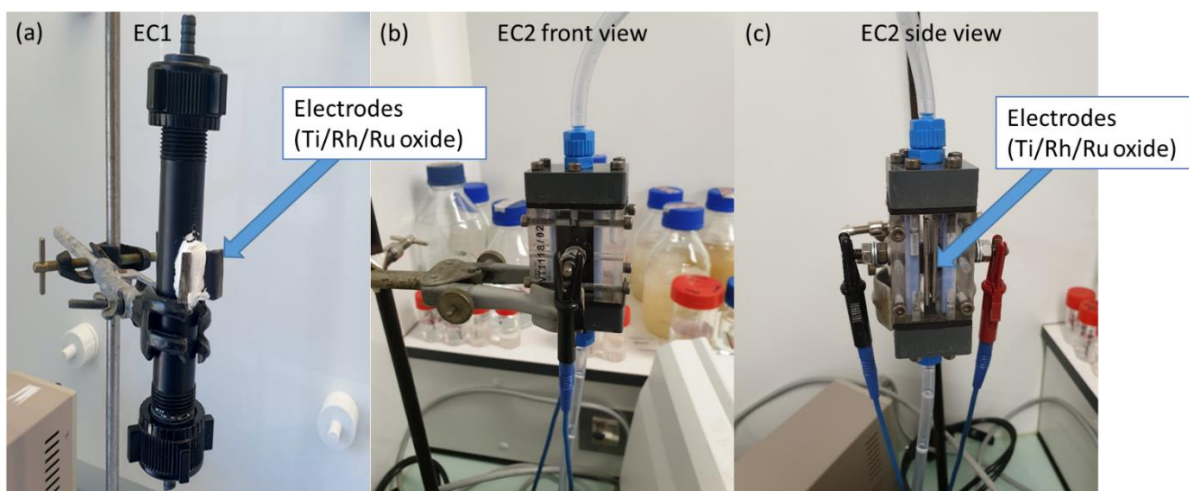 (a)
EC1
Electrodes
(Ti/Rh/Ru oxide)
(b)
EC2 front view
(c)
EC2 side view
Electrodes
(Ti/Rh/Ru oxide)